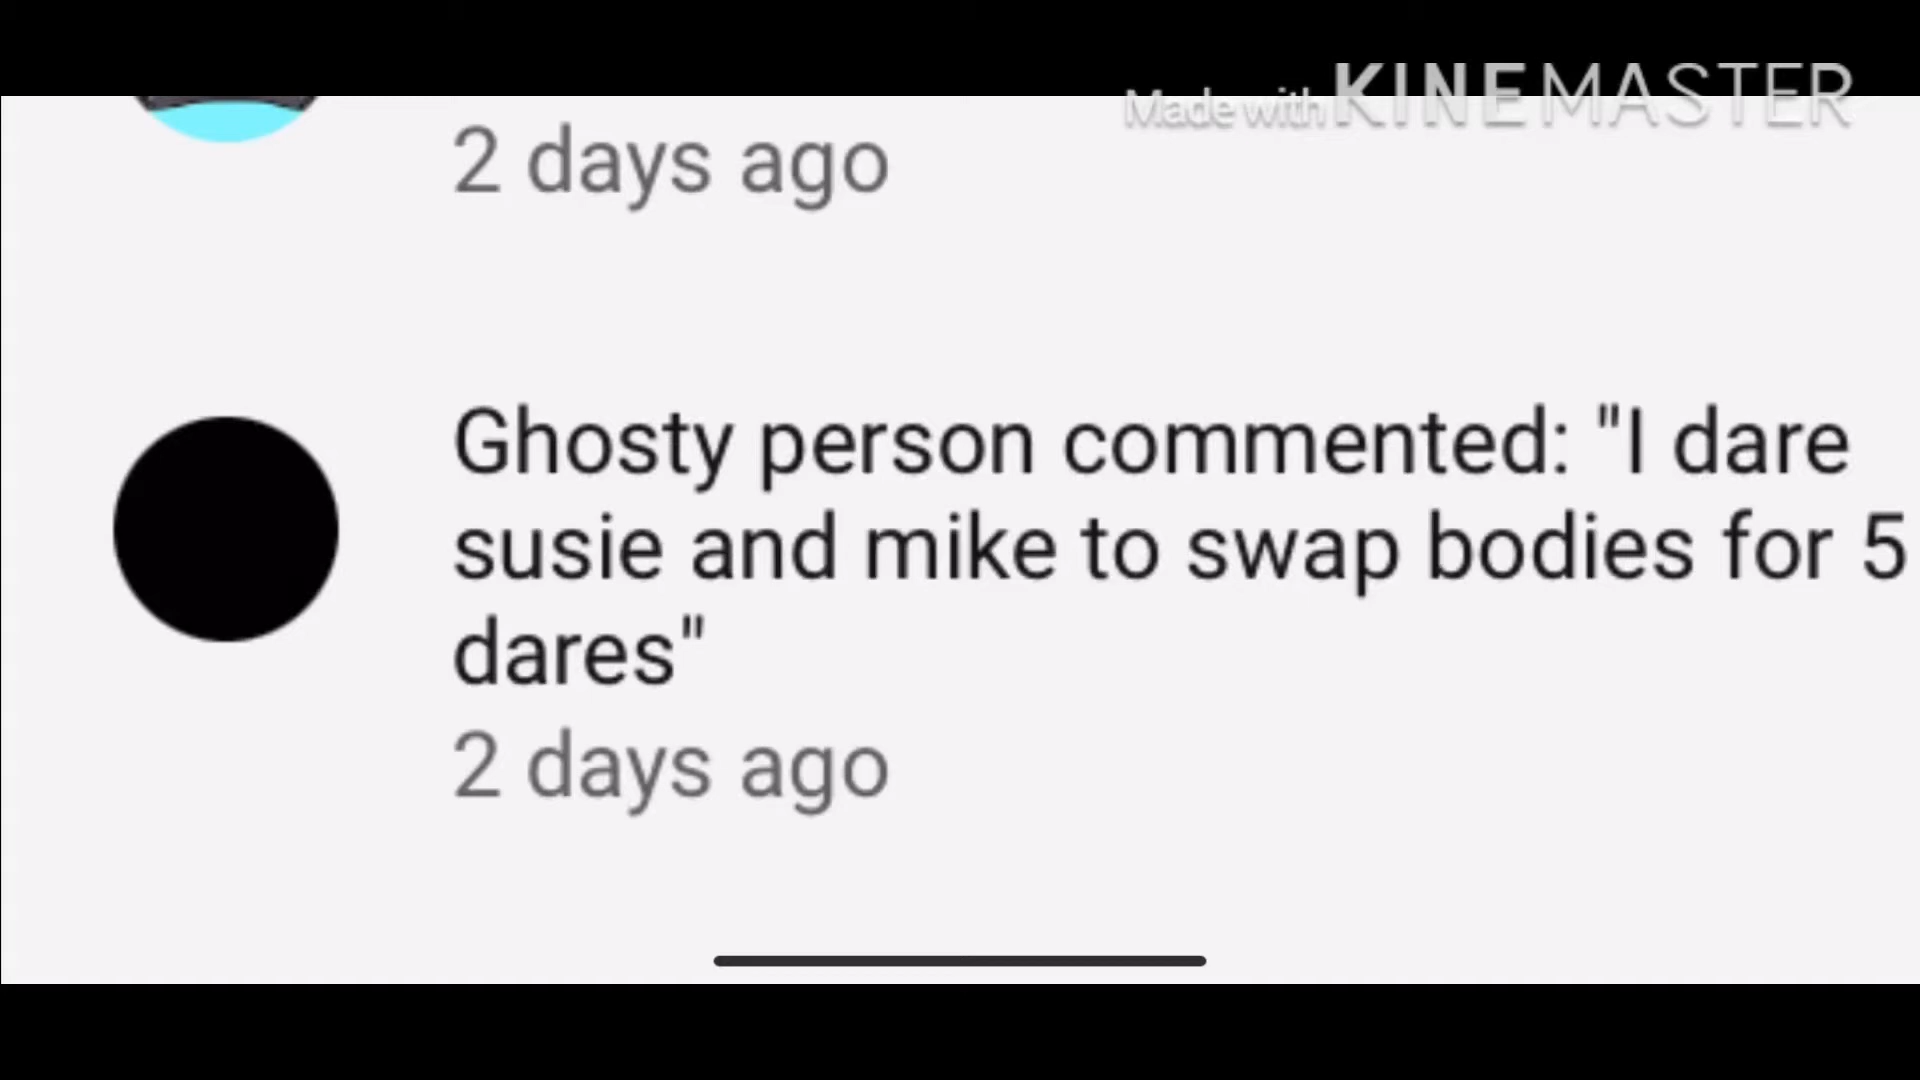 Made with KINEMASTER
2 days ago
Ghosty person commented: "I dare
susie and mike to swap bodies for 5
dares"
2 days ago